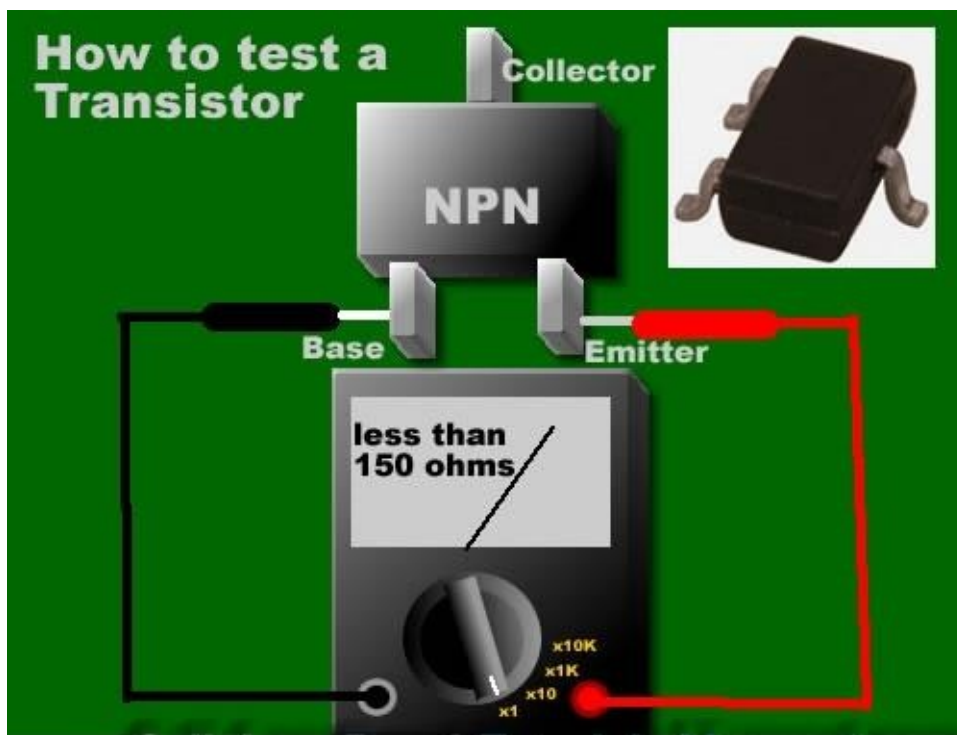 How to test a
Transistor
Collector
NPN
Base
Emitter
less than
150 ohms
x10K
x1K
x10
x1